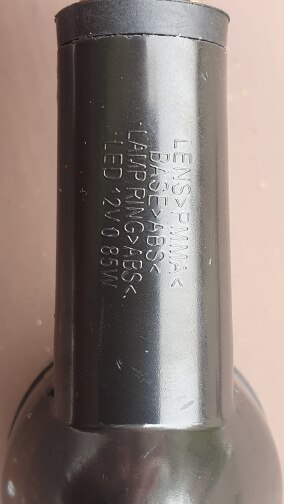 LENS>PMMA<
BASE>ABS<
LAMP RING>ABS<
LED 12V 0 85W